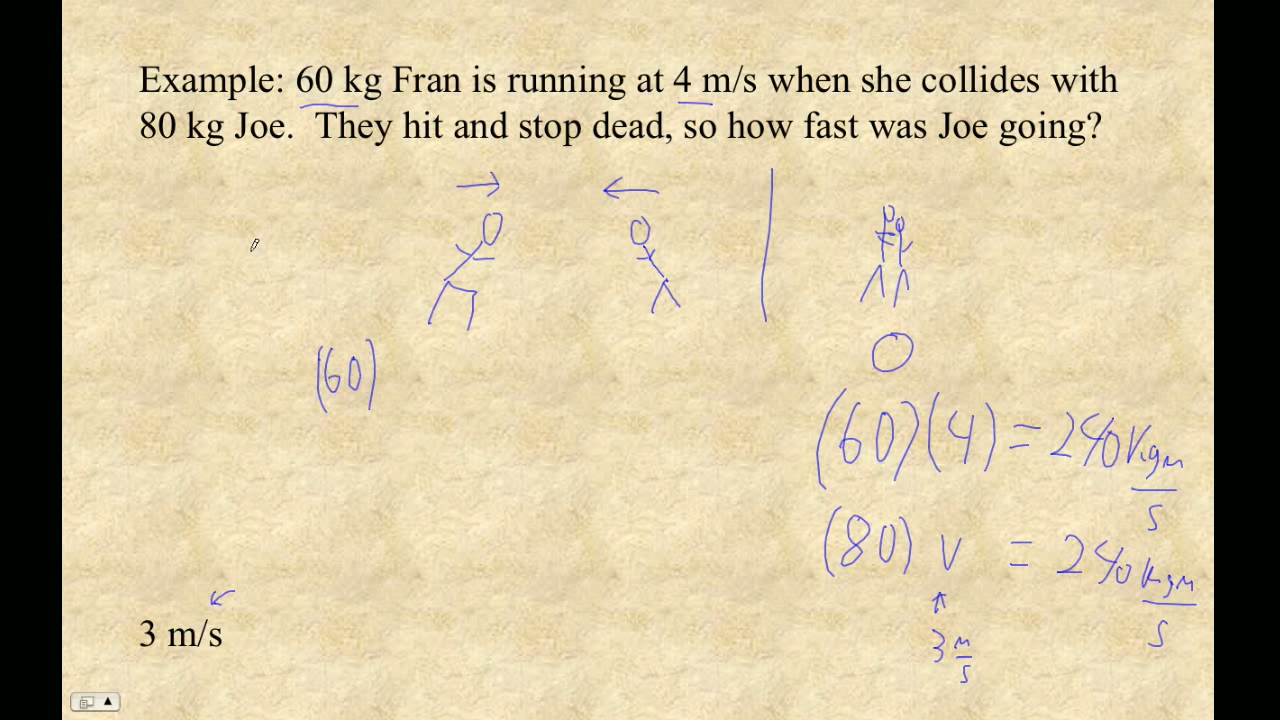 Example: 60 kg Fran is running at 4 m/s when she collides with
80 kg Joe.  They hit and stop dead, so how fast was Joe going?
(60)
O
(60)(4) = 240 kgm/s
(80) v = 240 kgm/s
3 m/s
3 m/s